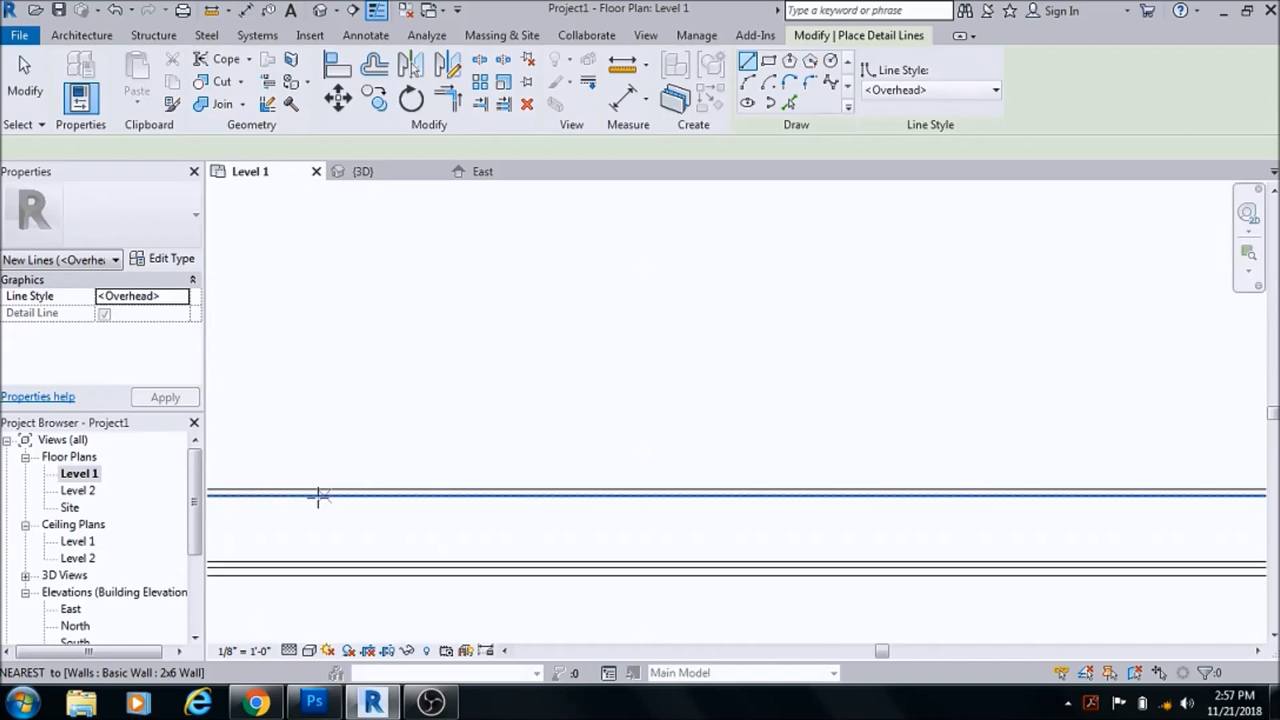 Project1 - Floor Plan: Level 1
Type a keyword or phrase
Sign In
File Architecture Structure Steel Systems Insert Annotate Analyze Massing & Site Collaborate View Manage Add-Ins Modify | Place Detail Lines
Modify
Paste
Cope
Cut
Join
Line Style:
<Overhead>
Select Properties Clipboard Geometry Modify View Measure Create Draw Line Style
Properties
Level 1 {3D} East
R
New Lines (<Overhe Edit Type
Graphics
Line Style <Overhead>
Detail Line
Properties help Apply
Project Browser - Project1
Views (all)
Floor Plans
Level 1
Level 2
Site
Ceiling Plans
Level 1
Level 2
3D Views
Elevations (Building Elevation
East
North
South
1/8" = 1'-0"
NEAREST to [Walls : Basic Wall : 2x6 Wall] :0 Main Model :0
Ps R
2:57 PM
11/21/2018